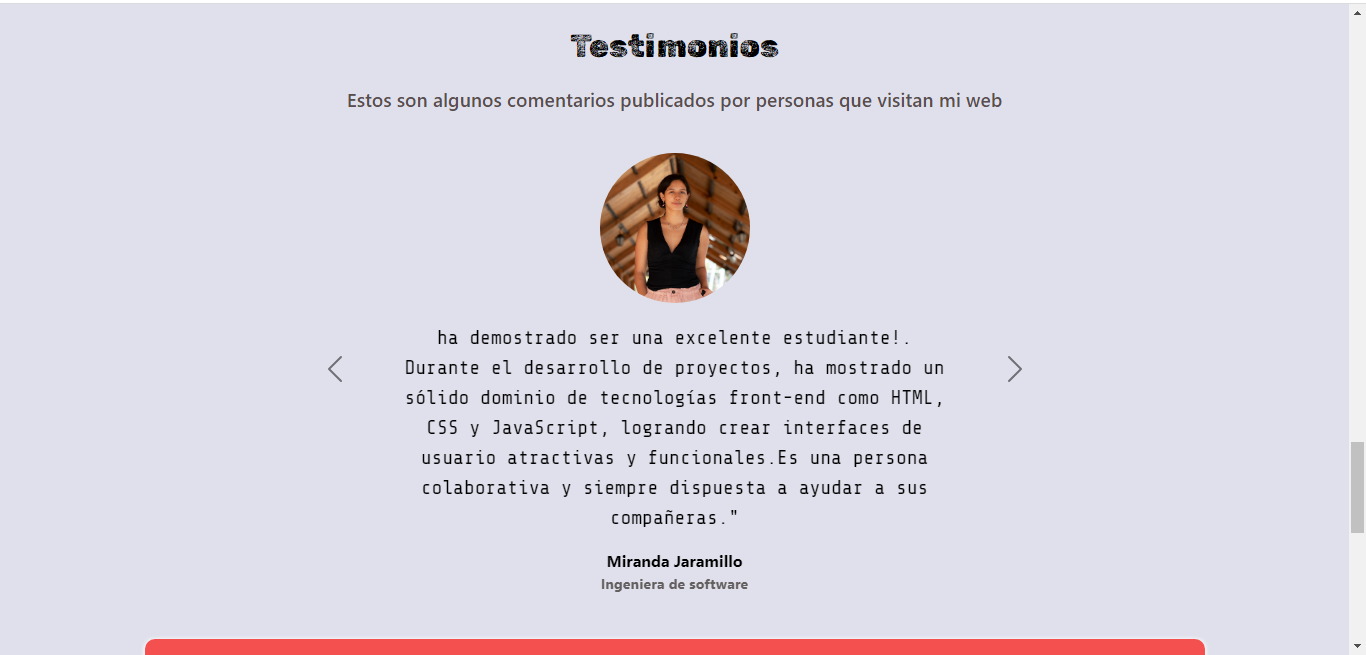 Testimonios
Estos son algunos comentarios publicados por personas que visitan mi web
ha demostrado ser una excelente estudiante!.
Durante el desarrollo de proyectos, ha mostrado un
sólido dominio de tecnologías front-end como HTML,
CSS y JavaScript, logrando crear interfaces de
usuario atractivas y funcionales.Es una persona
colaborativa y siempre dispuesta a ayudar a sus
compañeras."
Miranda Jaramillo
Ingeniera de software